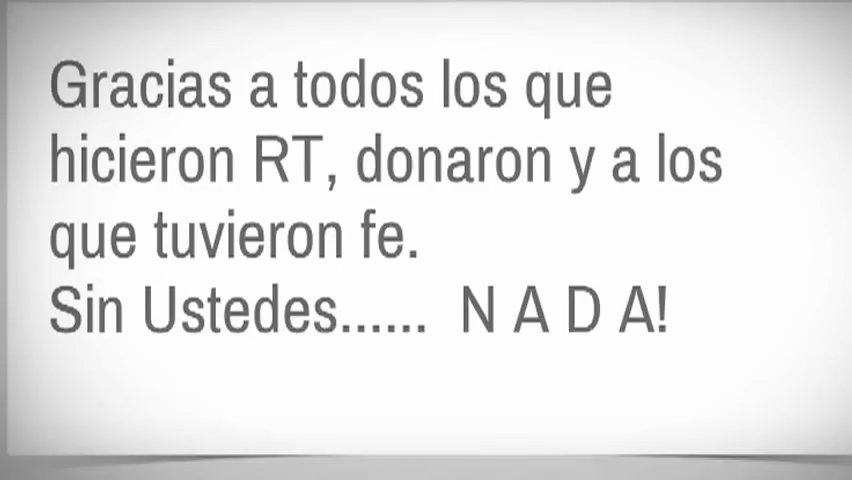 Gracias a todos los que
hicieron RT, donaron y a los
que tuvieron fe.
Sin Ustedes...... N A D A!